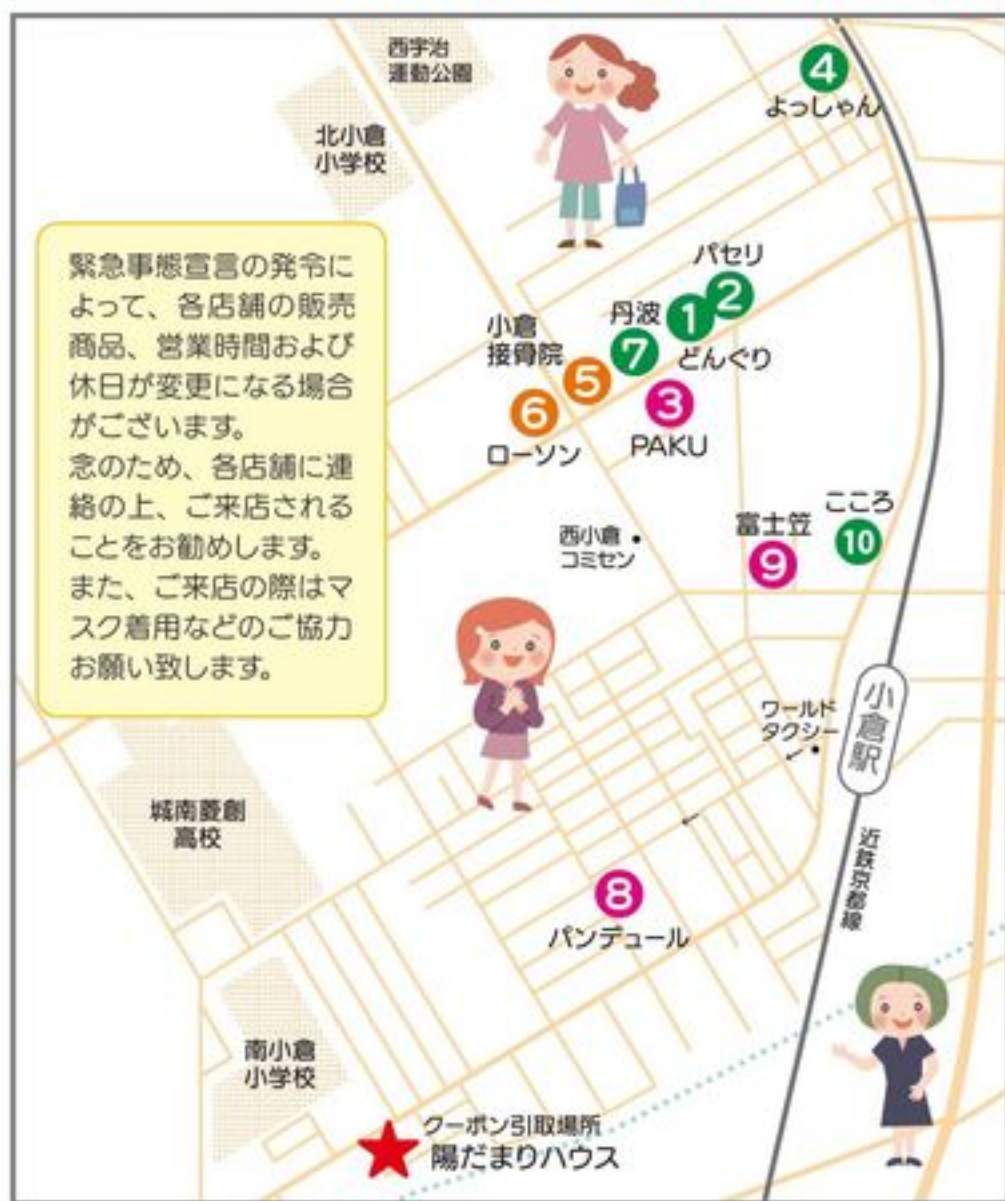 西宇治
運動公園
北小倉
小学校
4
よっしゃん
緊急事態宣言の発令に
よって、各店舗の販売
商品、営業時間および
休日が変更になる場合
がございます。
念のため、各店舗に連
絡の上、ご来店される
ことをお勧めします。
また、ご来店の際はマ
スク着用などのご協力
お願い致します。
パセリ
2
1
どんぐり
丹波
7
小倉
接骨院
5
6
ローソン
3
PAKU
西小倉
コミセン
富士笠
9
こころ
10
ワールド
タクシー
小倉駅
近鉄京都線
城南菱創
高校
8
パンデュール
南小倉
小学校
クーポン引取場所
陽だまりハウス